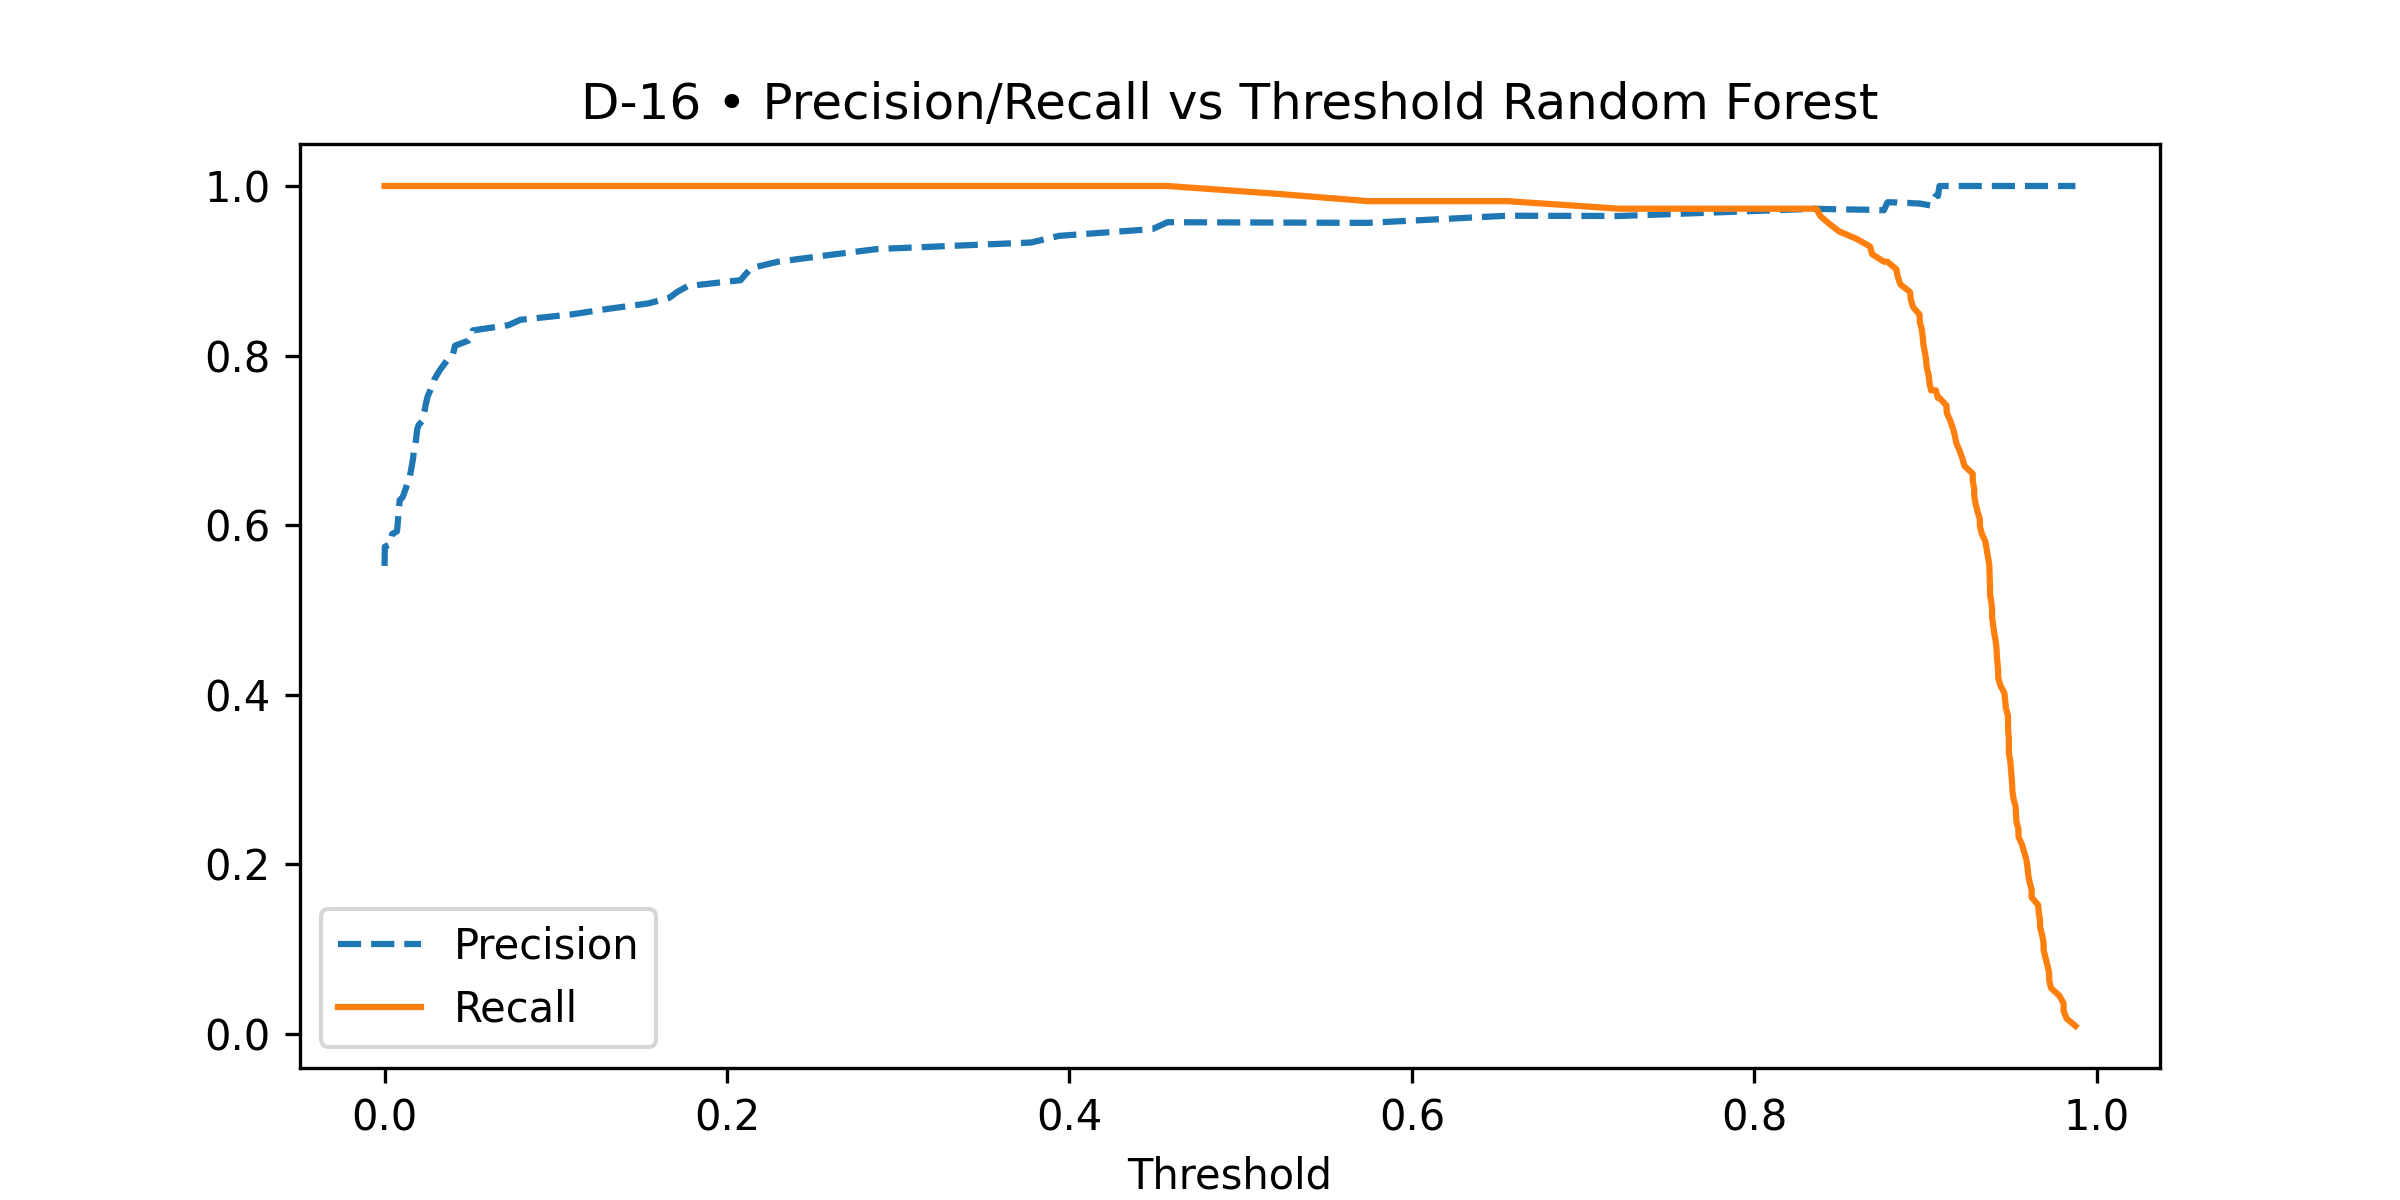 D-16 • Precision/Recall vs Threshold Random Forest
1.0
0.8
0.6
0.4
0.2
0.0
Precision
Recall
0.0 0.2 0.4 0.6 0.8 1.0
Threshold